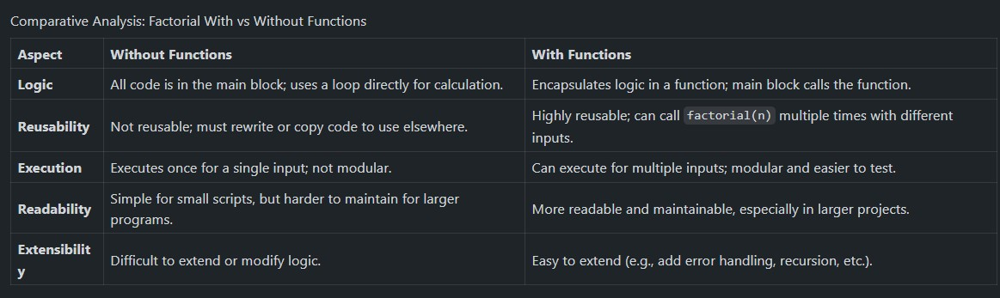 Comparative Analysis: Factorial With vs Without Functions
Aspect Without Functions With Functions
Logic All code is in the main block; uses a loop directly for calculation. Encapsulates logic in a function; main block calls the function.
Reusability Not reusable; must rewrite or copy code to use elsewhere. Highly reusable; can call factorial(n) multiple times with different
inputs.
Execution Executes once for a single input; not modular. Can execute for multiple inputs; modular and easier to test.
Readability Simple for small scripts, but harder to maintain for larger
programs. More readable and maintainable, especially in larger projects.
Extensibilit
y Difficult to extend or modify logic. Easy to extend (e.g., add error handling, recursion, etc.).